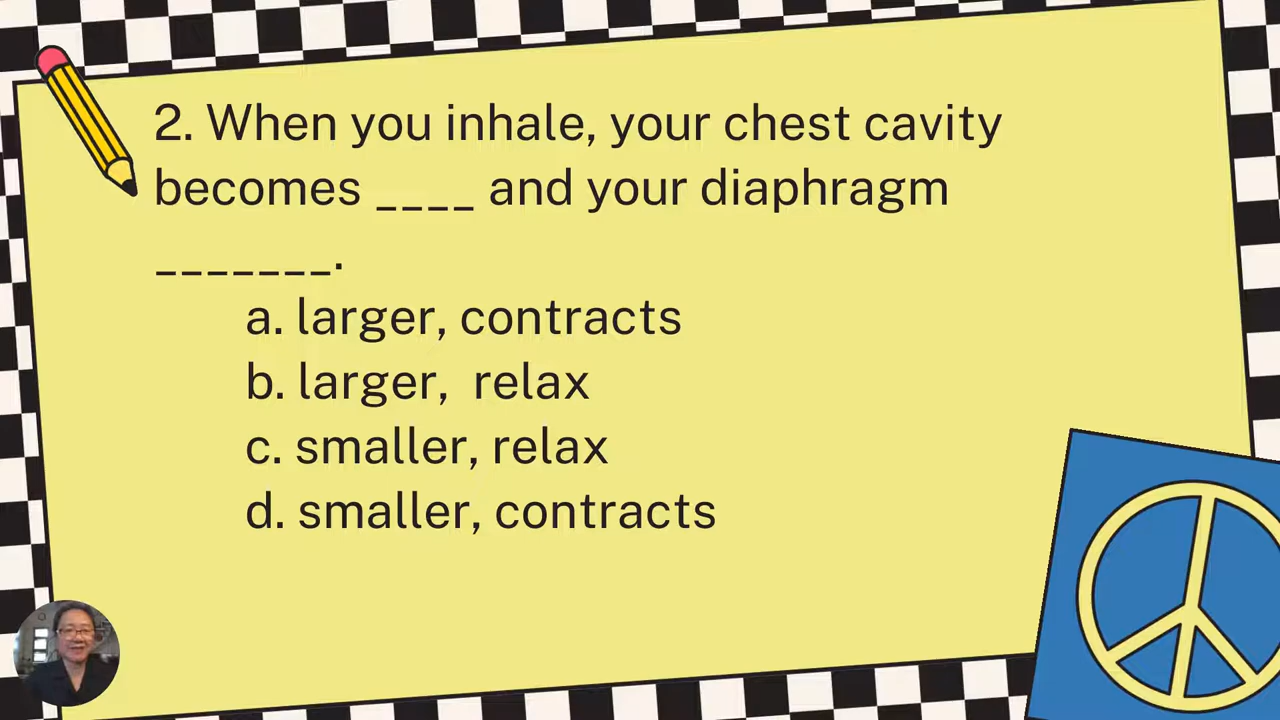 2. When you inhale, your chest cavity
becomes ____ and your diaphragm
_______.
a. larger, contracts
b. larger,  relax
c. smaller, relax
d. smaller, contracts